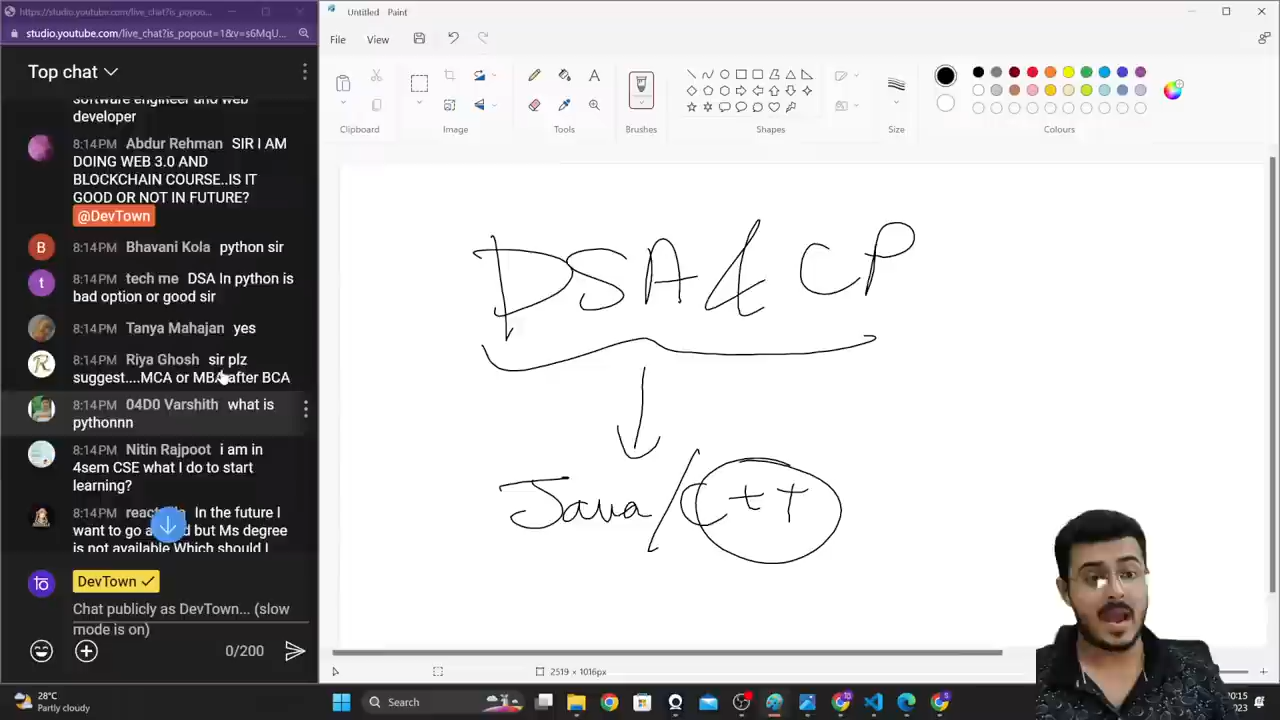 https://studio.youtube.com/live_chat?is_popou...
studio.youtube.com/live_chat?is_popout=1&v=s6MqU...
Top chat
software engineer and web
developer
8:14 PM Abdur Rehman SIR I AM
DOING WEB 3.0 AND
BLOCKCHAIN COURSE..IS IT
GOOD OR NOT IN FUTURE?
@DevTown
B 8:14 PM Bhavani Kola python sir
t 8:14 PM tech me DSA In python is
bad option or good sir
8:14 PM Tanya Mahajan yes
R 8:14 PM Riya Ghosh sir plz
suggest....MCA or MBA after BCA
8:14 PM 04D0 Varshith what is
pythonnn
8:14 PM Nitin Rajpoot i am in
4sem CSE what I do to start
learning?
8:14 PM In the future I
want to go but Ms degree
is not available Which should I
DevTown
Chat publicly as DevTown... (slow
mode is on)
0/200
Untitled Paint
File View
Clipboard Image Tools Brushes Shapes Size Colours
DSA & CP
Java/C++
2519 × 1016px
28°C
Partly cloudy
Search